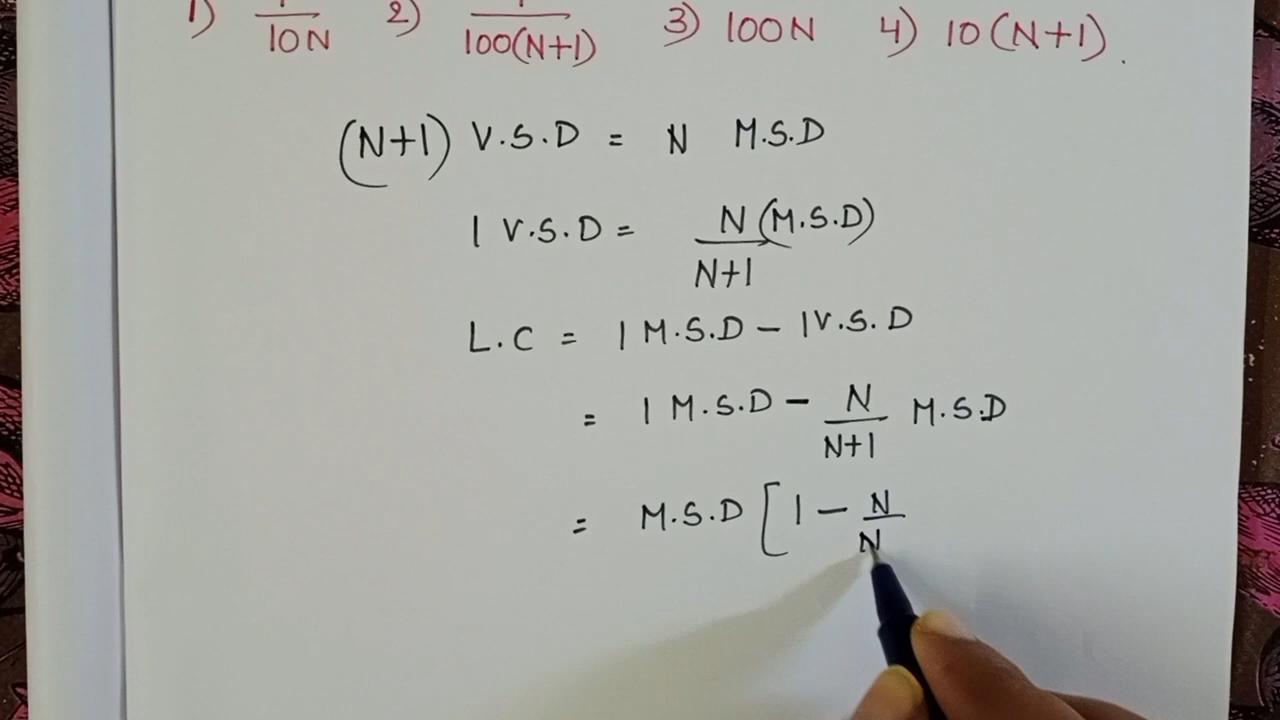 1) 1/10N 2) 1/100(N+1) 3) 100N 4) 10(N+1).
(N+1) V.S.D = N M.S.D
1 V.S.D = N(M.S.D)/N+1
L.C = 1 M.S.D - 1 V.S.D
= 1 M.S.D - N/N+1 M.S.D
= M.S.D [1 - N/N